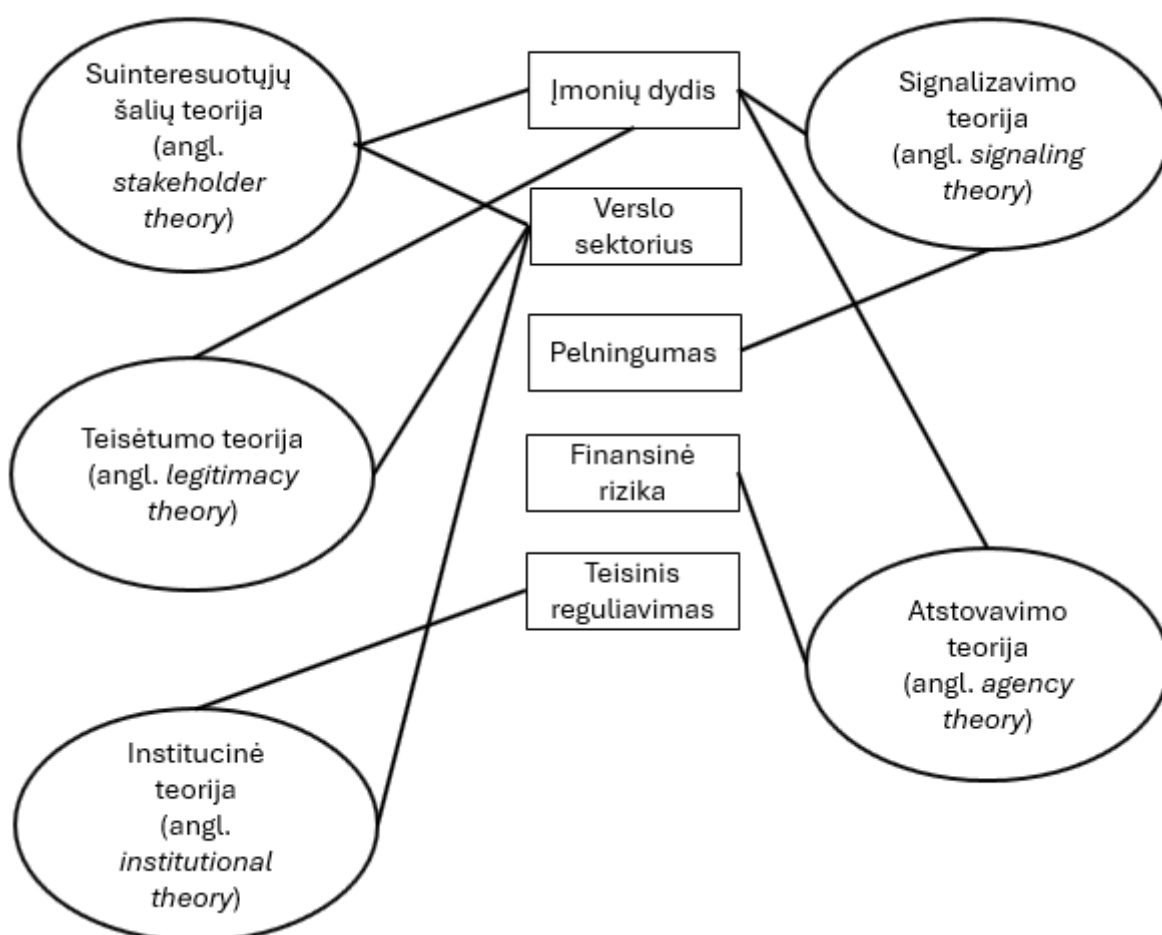 Suinteresuotųjų
šalių teorija
(angl.
stakeholder
theory)
Įmonių dydis
Signalizavimo
teorija
(angl. signaling
theory)
Verslo
sektorius
Pelningumas
Teisėtumo teorija
(angl. legitimacy
theory)
Finansinė
rizika
Teisinis
reguliavimas
Atstovavimo
teorija
(angl. agency
theory)
Institucinė
teorija
(angl.
institutional
theory)